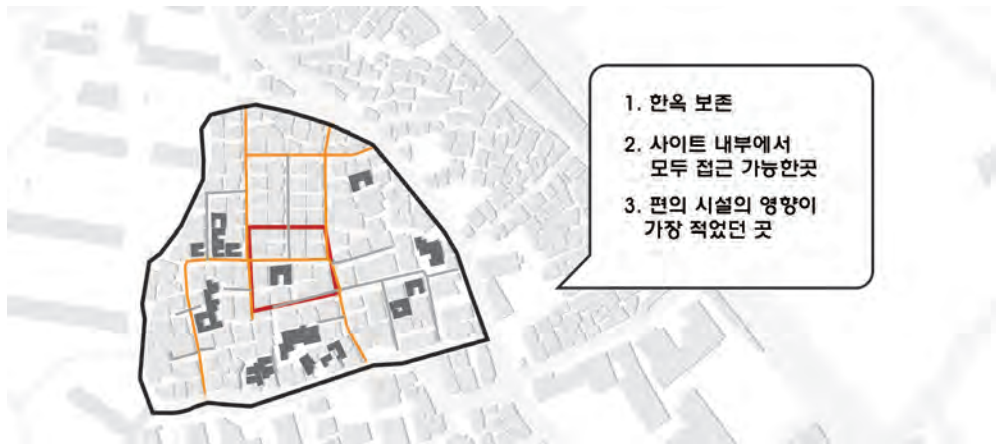 1. 한옥 보존
2. 사이트 내부에서
모두 접근 가능한곳
3. 편의 시설의 영향이
가장 적었던 곳